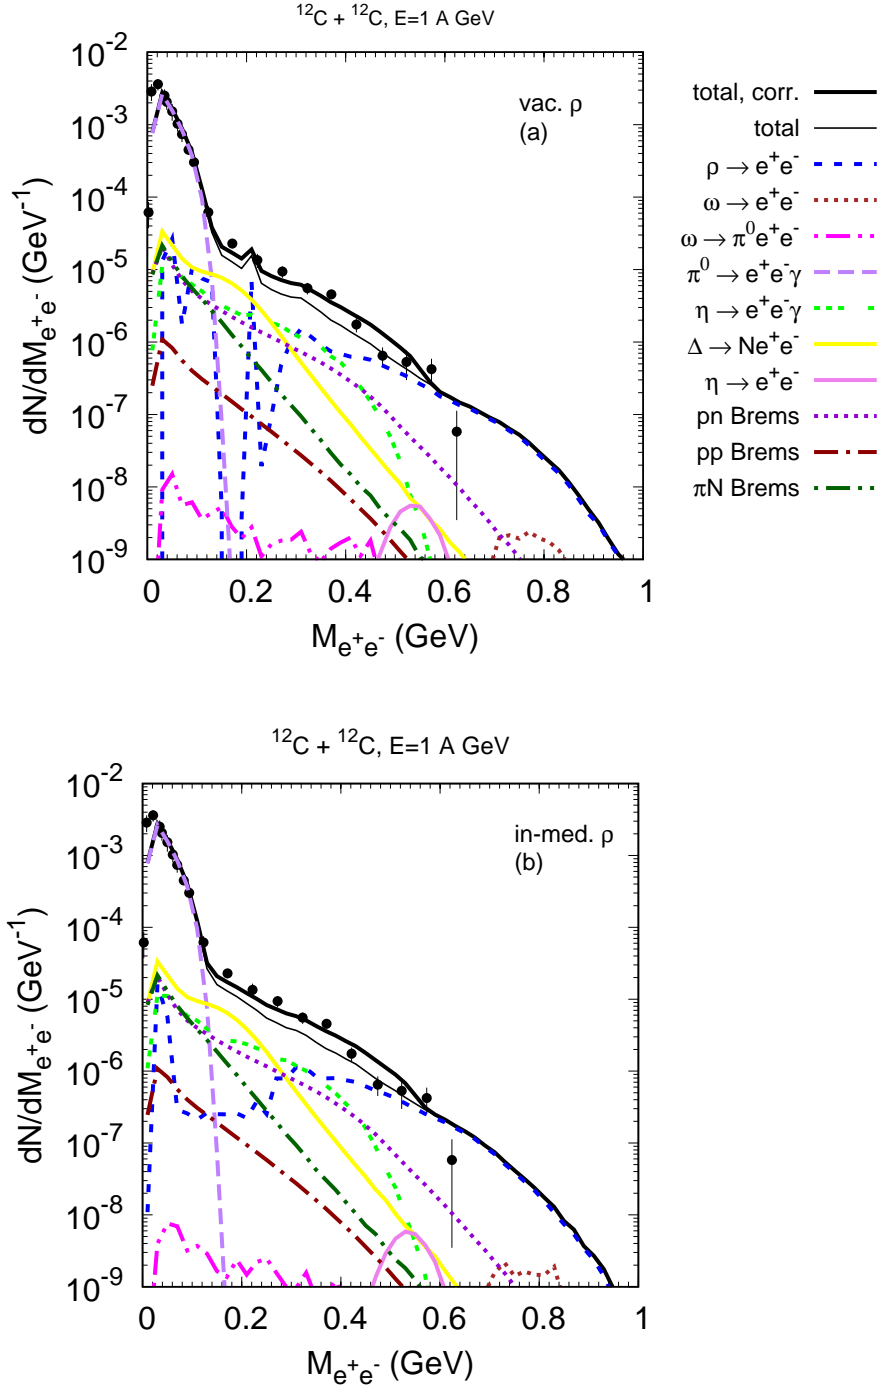 ¹²C + ¹²C, E=1 A GeV
vac. ρ
(a)
10⁻²
10⁻³
10⁻⁴
10⁻⁵
10⁻⁶
10⁻⁷
10⁻⁸
10⁻⁹
dN/dM_{e⁺e⁻} (GeV⁻¹)
0 0.2 0.4 0.6 0.8 1
M_{e⁺e⁻} (GeV)
total, corr.
total
ρ → e⁺e⁻
ω → e⁺e⁻
ω → π⁰e⁺e⁻
π⁰ → e⁺e⁻γ
η → e⁺e⁻γ
Δ → Ne⁺e⁻
η → e⁺e⁻
pn Brems
pp Brems
πN Brems
¹²C + ¹²C, E=1 A GeV
in-med. ρ
(b)
10⁻²
10⁻³
10⁻⁴
10⁻⁵
10⁻⁶
10⁻⁷
10⁻⁸
10⁻⁹
dN/dM_{e⁺e⁻} (GeV⁻¹)
0 0.2 0.4 0.6 0.8 1
M_{e⁺e⁻} (GeV)